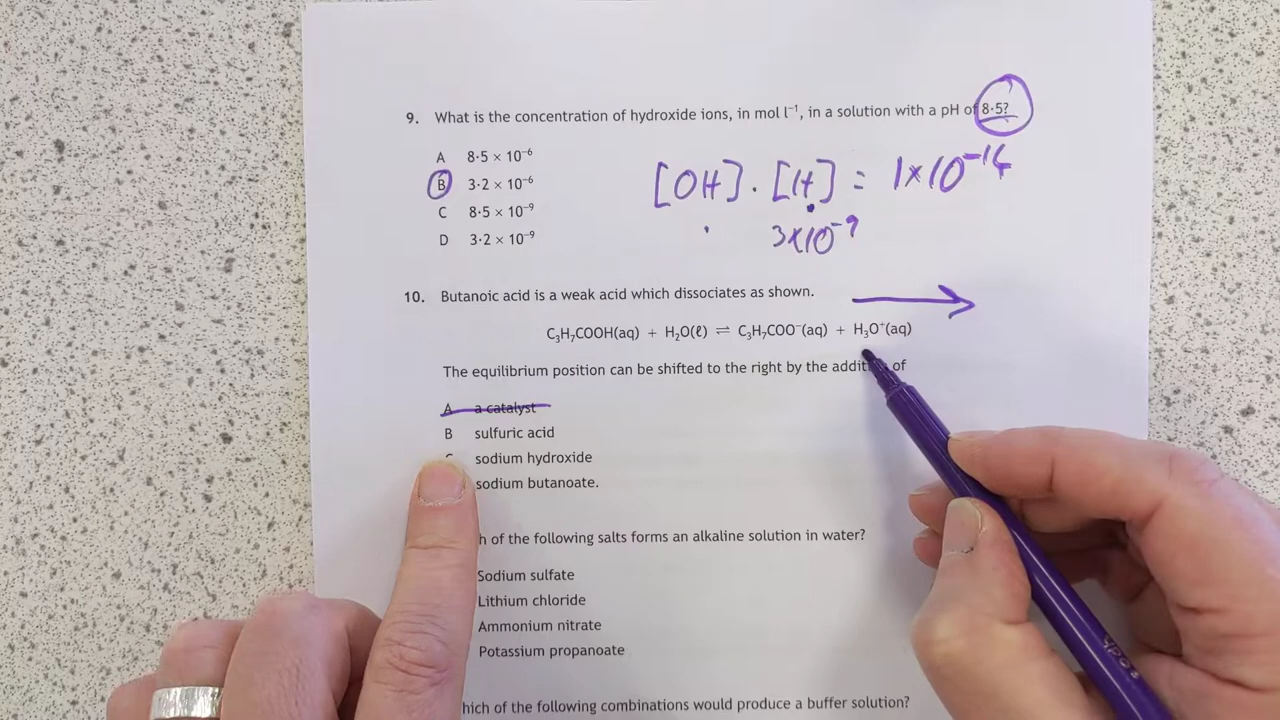 9. What is the concentration of hydroxide ions, in mol l⁻¹, in a solution with a pH of 8·5?
A 8·5 × 10⁻⁶
B 3·2 × 10⁻⁶
C 8·5 × 10⁻⁹
D 3·2 × 10⁻⁹
[OH] . [H] = 1×10⁻¹⁴
3×10⁻⁹
10. Butanoic acid is a weak acid which dissociates as shown.
C₃H₇COOH(aq) + H₂O(ℓ) ⇌ C₃H₇COO⁻(aq) + H₃O⁺(aq)
The equilibrium position can be shifted to the right by the of
A a catalyst
B sulfuric acid
sodium hydroxide
sodium butanoate.
of the following salts forms an alkaline solution in water?
Sodium sulfate
Lithium chloride
Ammonium nitrate
Potassium propanoate
of the following combinations would produce a buffer solution?